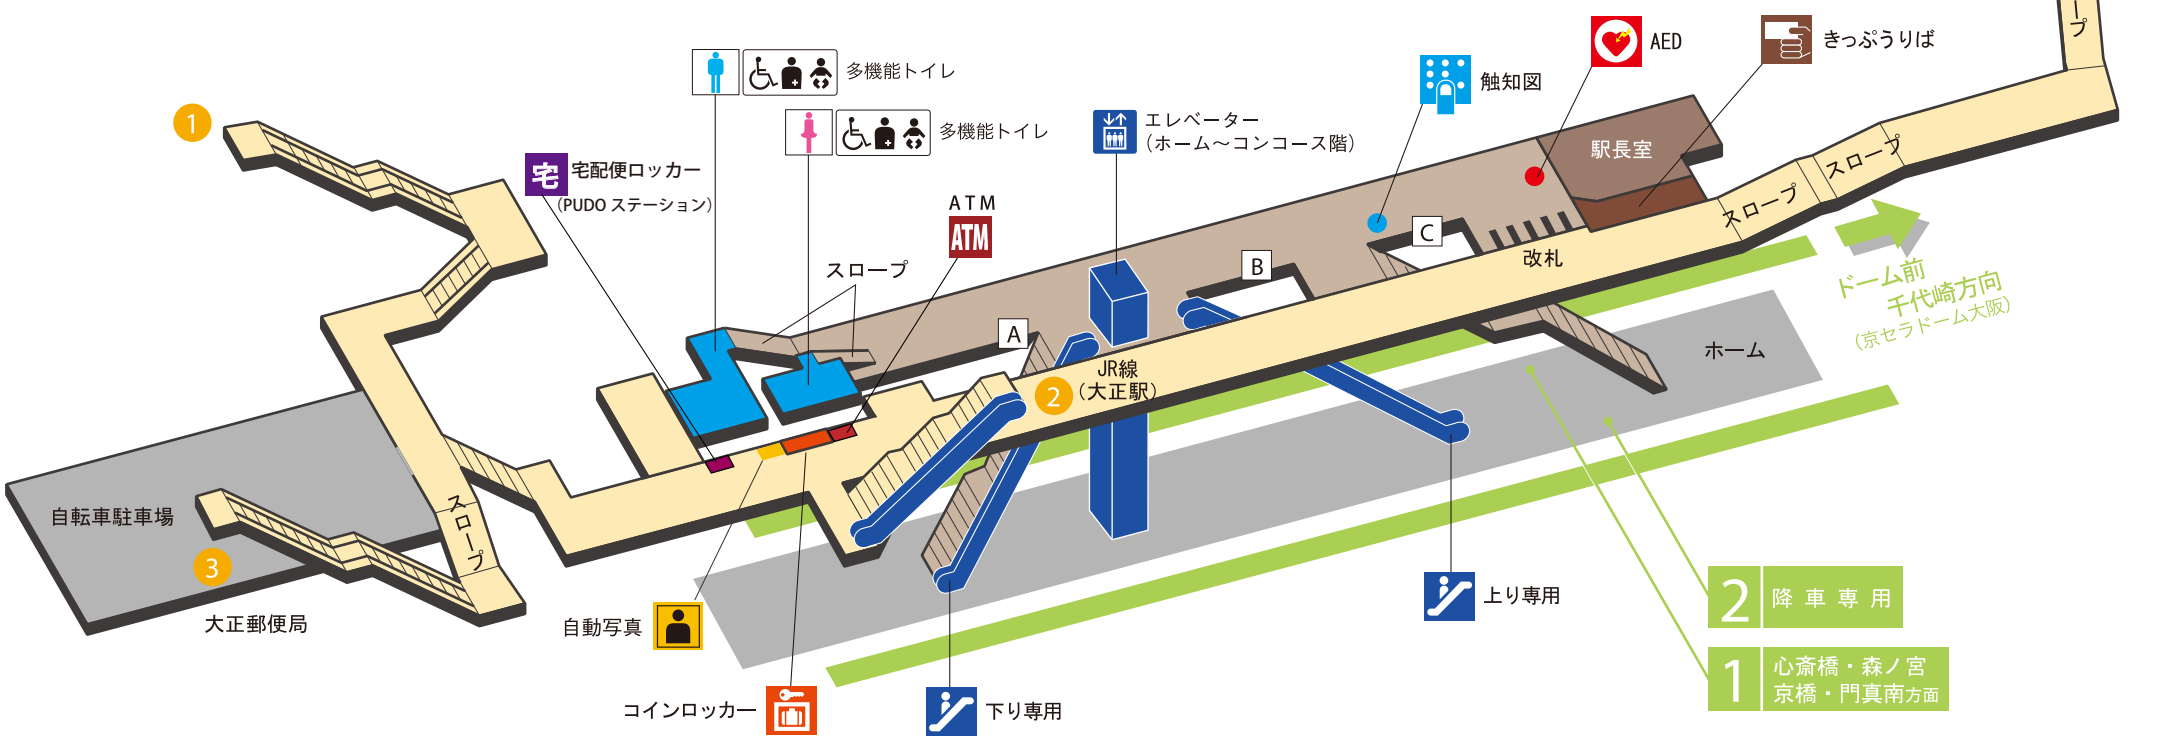 1
多機能トイレ
多機能トイレ
宅
宅配便ロッカー
(PUDO ステーション)
ATM
ATM
スロープ
エレベーター
(ホーム～コンコース階)
触知図
AED
きっぷうりば
駅長室
改札
A
B
C
スロープ
スロープ
ープ
ドーム前
千代崎方向
(京セラドーム大阪)
ホーム
JR線
(大正駅)
2
自転車駐車場
スロープ
3
大正郵便局
自動写真
コインロッカー
下り専用
上り専用
2 降車専用
1 心斎橋・森ノ宮
京橋・門真南方面